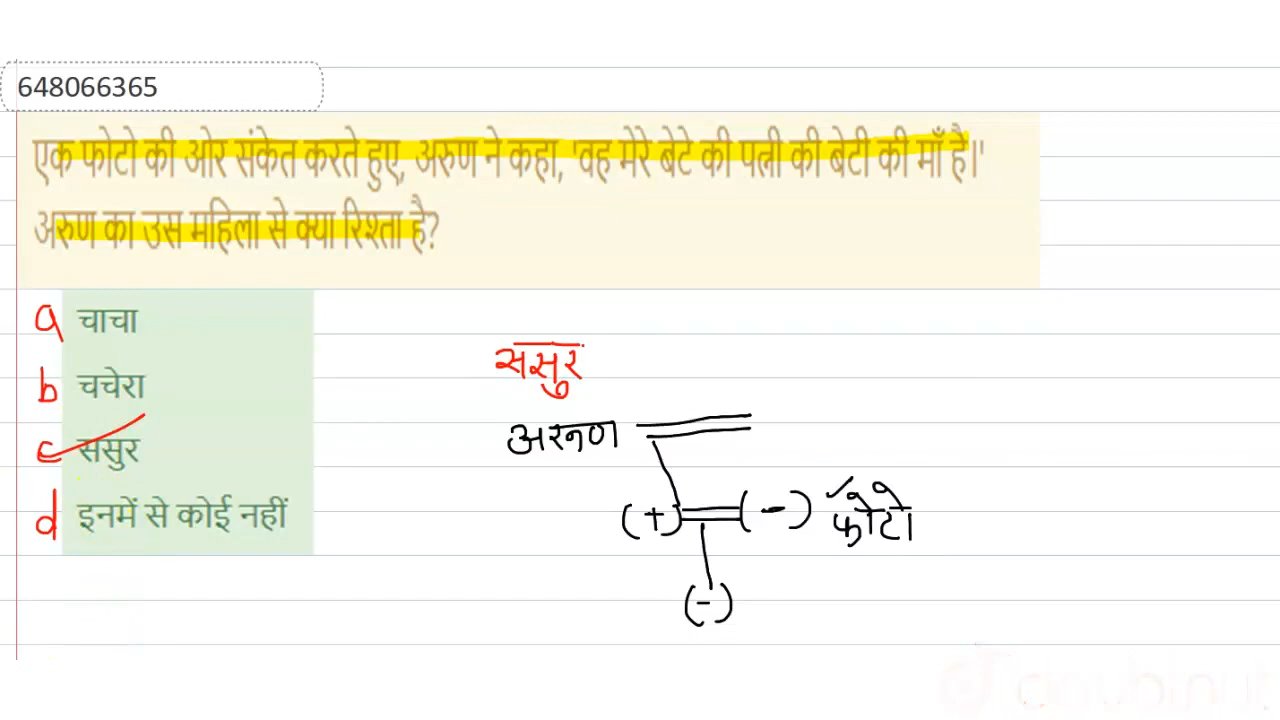 648066365
एक फोटो की ओर संकेत करते हुए, अरुण ने कहा, 'वह मेरे बेटे की पत्नी की बेटी की माँ है।'
अरुण का उस महिला से क्या रिश्ता है?
a चाचा
b चचेरा
c ससुर
d इनमें से कोई नहीं
ससुर
अरुण
(+) (-) फोटो
(-)